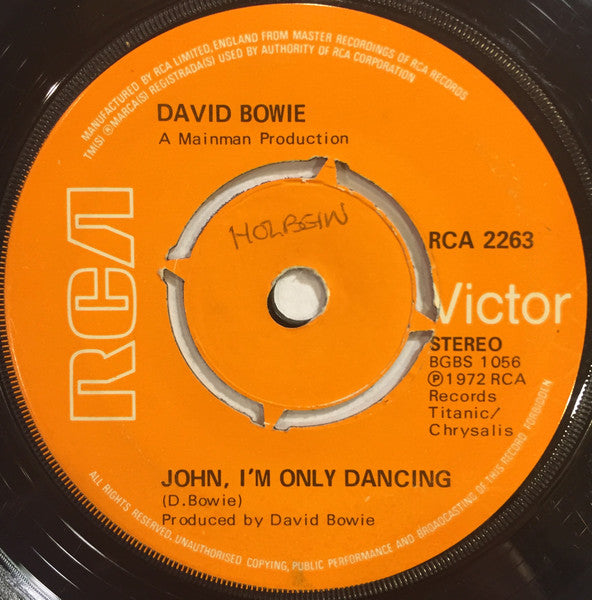 MANUFACTURED BY RCA LIMITED, ENGLAND FROM MASTER RECORDINGS OF RCA RECORDS
TM(S) ® MARCA(S) REGISTRADA(S) USED BY AUTHORITY OF RCA CORPORATION
DAVID BOWIE
A Mainman Production
HOLBEIN
RCA 2263
RCA
Victor
STEREO
BGBS 1056
℗ 1972 RCA
Records
Titanic/
Chrysalis
JOHN, I'M ONLY DANCING
(D.Bowie)
Produced by David Bowie
ALL RIGHTS RESERVED, UNAUTHORISED COPYING, PUBLIC PERFORMANCE AND BROADCASTING OF THIS RECORD FORBIDDEN